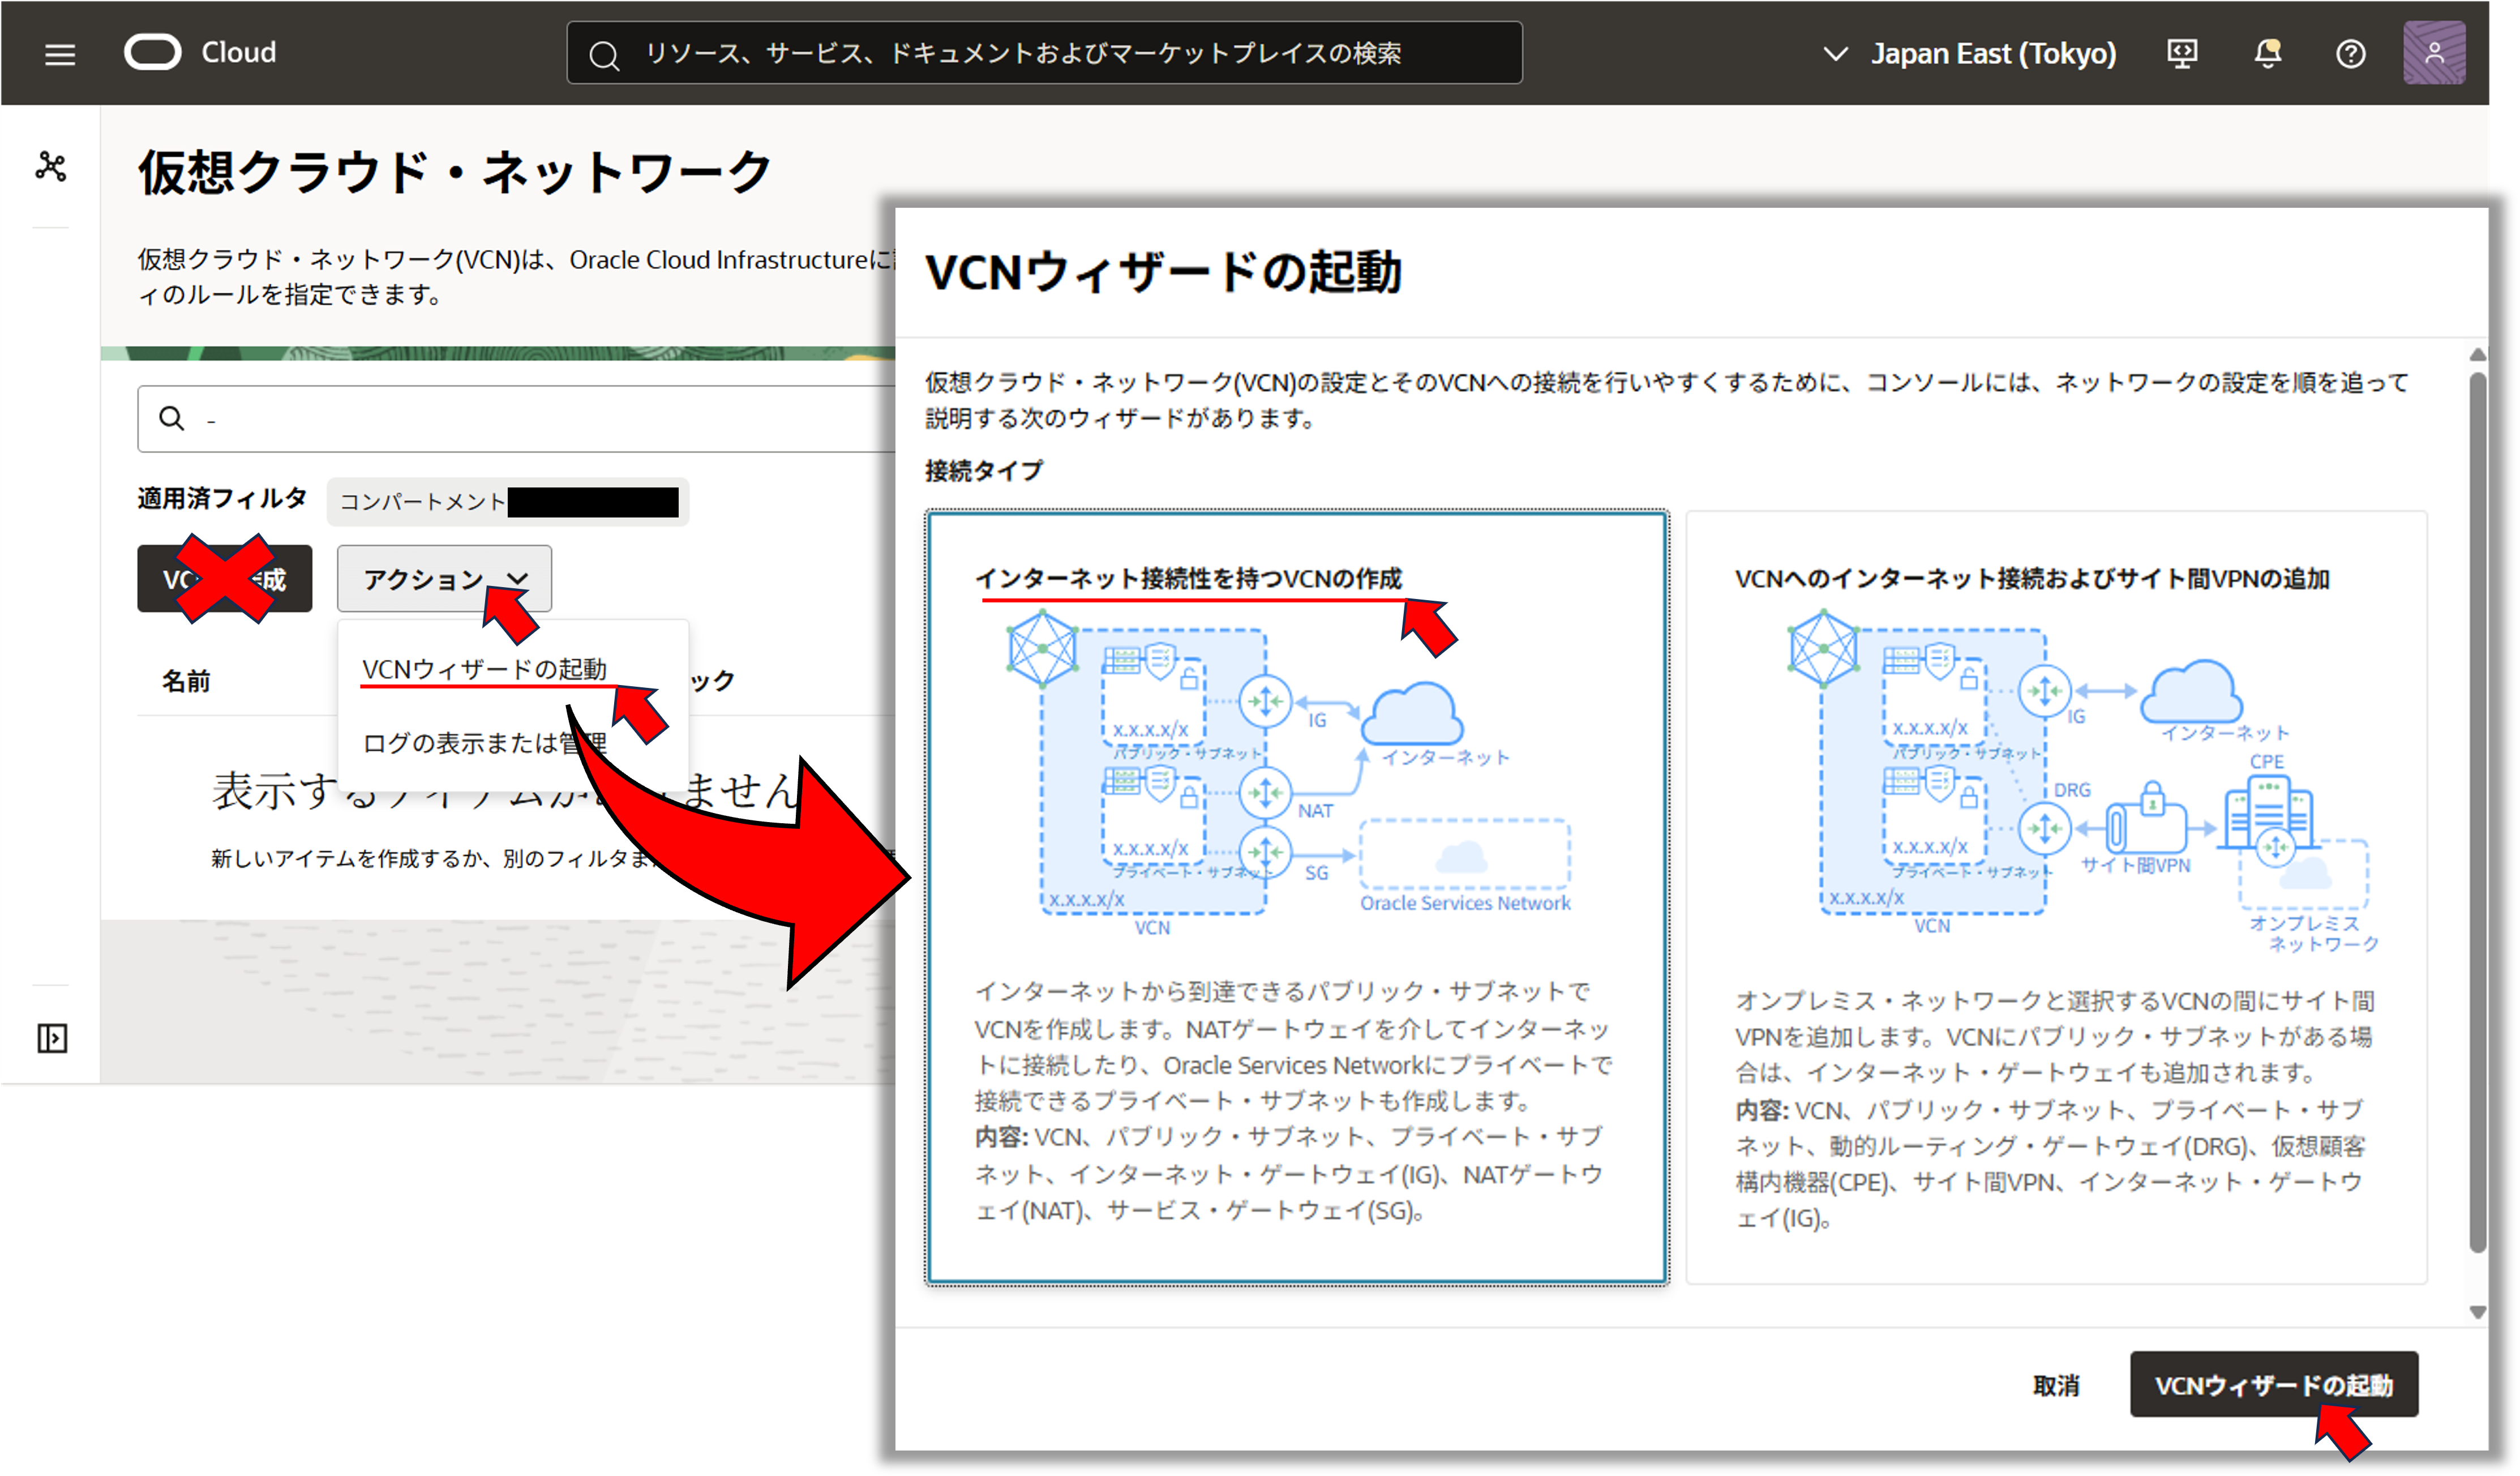 Cloud
リソース、サービス、ドキュメントおよびマーケットプレイスの検索
Japan East (Tokyo)
仮想クラウド・ネットワーク
仮想クラウド・ネットワーク(VCN)は、Oracle Cloud Infrastructureに
ィのルールを指定できます。
-
適用済フィルタ
コンパートメント
VC 成
アクション
VCNウィザードの起動
ログの表示または管理
名前
ック
表示する ません
新しいアイテムを作成するか、別のフィルタ
VCNウィザードの起動
仮想クラウド・ネットワーク(VCN)の設定とそのVCNへの接続を行いやすくするために、コンソールには、ネットワークの設定を順を追って
説明する次のウィザードがあります。
接続タイプ
インターネット接続性を持つVCNの作成
x.x.x.x/x
パブリック・サブネット
IG
インターネット
NAT
x.x.x.x/x
プライベート・サブネット
SG
Oracle Services Network
x.x.x.x/x
VCN
インターネットから到達できるパブリック・サブネットで
VCNを作成します。NATゲートウェイを介してインターネッ
トに接続したり、Oracle Services Networkにプライベートで
接続できるプライベート・サブネットも作成します。
内容: VCN、パブリック・サブネット、プライベート・サブ
ネット、インターネット・ゲートウェイ(IG)、NATゲートウ
ェイ(NAT)、サービス・ゲートウェイ(SG)。
VCNへのインターネット接続およびサイト間VPNの追加
x.x.x.x/x
パブリック・サブネット
IG
インターネット
CPE
DRG
x.x.x.x/x
プライベート・サブネット
サイト間VPN
x.x.x.x/x
VCN
オンプレミス
ネットワーク
オンプレミス・ネットワークと選択するVCNの間にサイト間
VPNを追加します。VCNにパブリック・サブネットがある場
合は、インターネット・ゲートウェイも追加されます。
内容: VCN、パブリック・サブネット、プライベート・サブ
ネット、動的ルーティング・ゲートウェイ(DRG)、仮想顧客
構内機器(CPE)、サイト間VPN、インターネット・ゲートウ
ェイ(IG)。
取消
VCNウィザードの起動